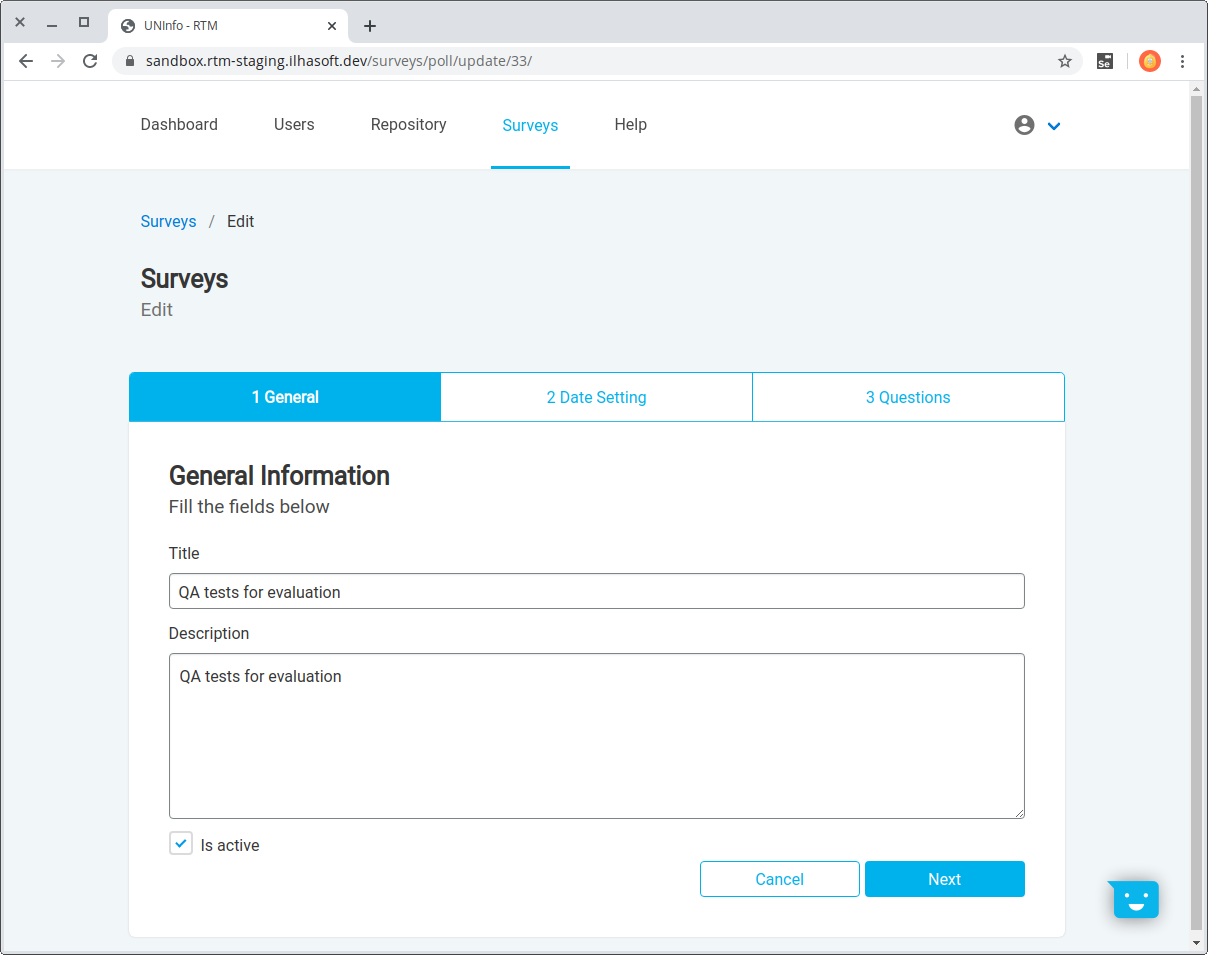 UNInfo - RTM
sandbox.rtm-staging.ilhasoft.dev/surveys/poll/update/33/
Se
Dashboard Users Repository Surveys Help
Surveys / Edit
Surveys
Edit
1 General 2 Date Setting 3 Questions
General Information
Fill the fields below
Title
QA tests for evaluation
Description
QA tests for evaluation
Is active
Cancel Next